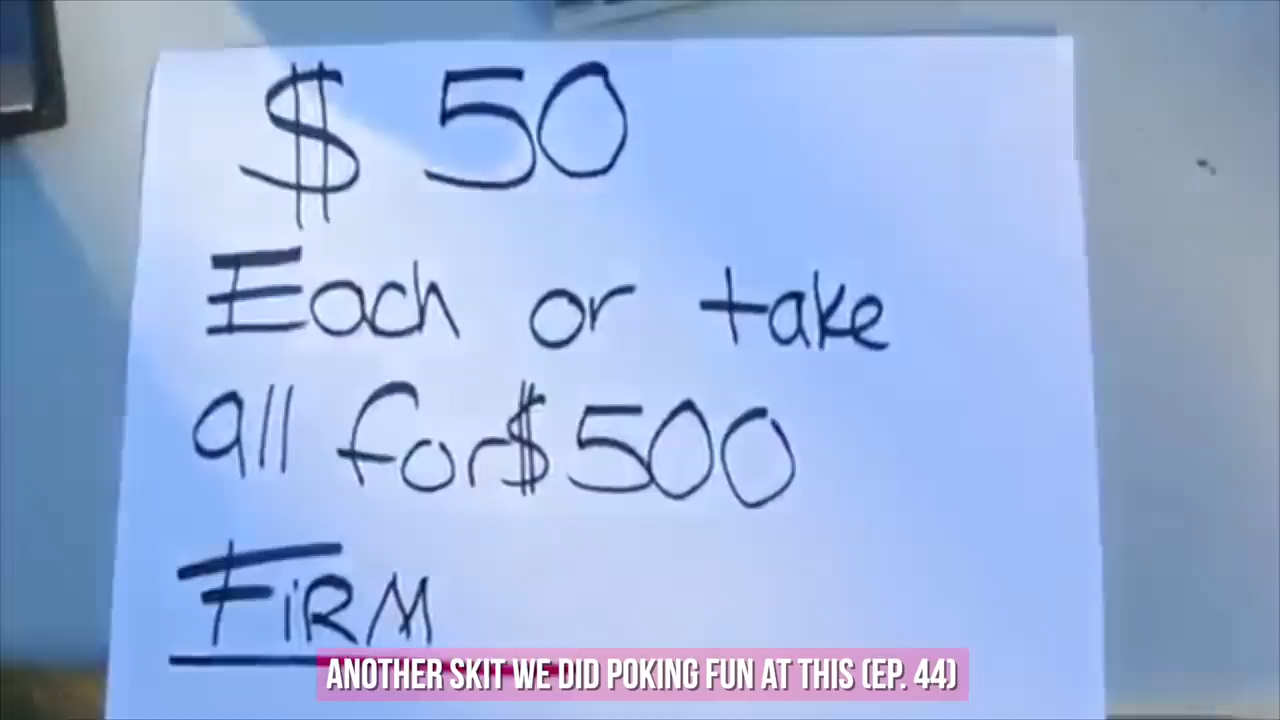 $ 50
Each or take
all for $500
FiRM
ANOTHER SKIT WE DID POKING FUN AT THIS (EP. 44)